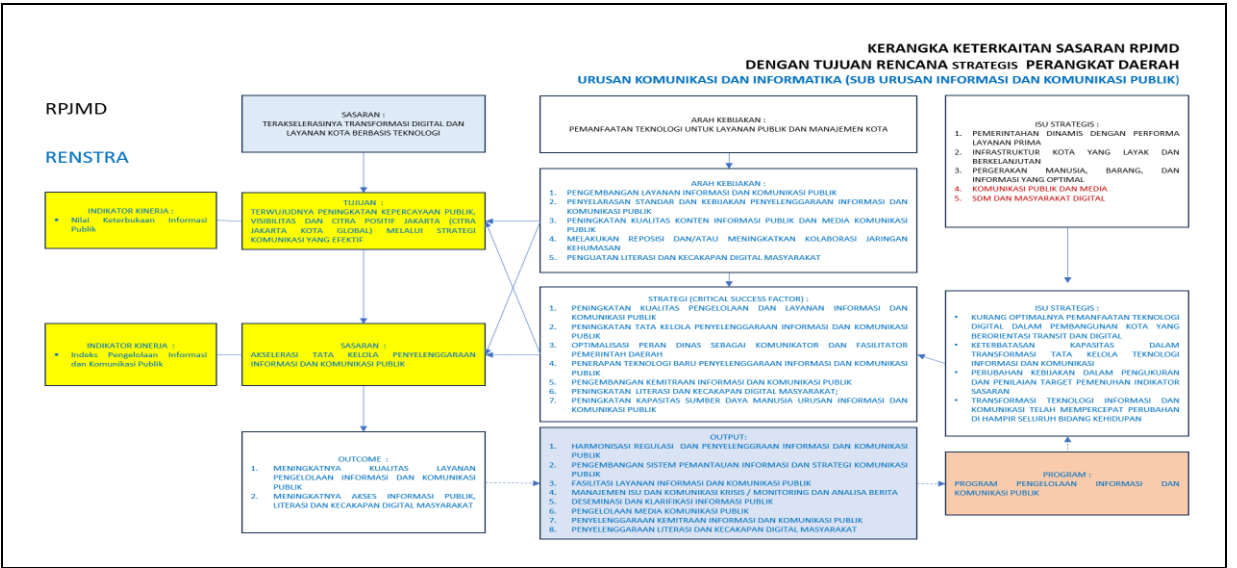 KERANGKA KETERKAITAN SASARAN RPJMD
DENGAN TUJUAN RENCANA STRATEGIS PERANGKAT DAERAH
URUSAN KOMUNIKASI DAN INFORMATIKA (SUB URUSAN INFORMASI DAN KOMUNIKASI PUBLIK)
RPJMD
RENSTRA
SASARAN :
TERAKSELERASINYA TRANSFORMASI DIGITAL DAN
LAYANAN KOTA BERBASIS TEKNOLOGI
ARAH KEBIJAKAN :
PEMANFAATAN TEKNOLOGI UNTUK LAYANAN PUBLIK DAN MANAJEMEN KOTA
ISU STRATEGIS :
1. PEMERINTAHAN DINAMIS DENGAN PERFORMA
LAYANAN PRIMA
2. INFRASTRUKTUR KOTA YANG LAYAK DAN
BERKELANJUTAN
3. PERGERAKAN MANUSIA, BARANG, DAN
INFORMASI YANG OPTIMAL
4. KOMUNIKASI PUBLIK DAN MEDIA
5. SDM DAN MASYARAKAT DIGITAL
INDIKATOR KINERJA :
• Nilai Keterbukaan Informasi
Publik
TUJUAN :
TERWUJUDNYA PENINGKATAN KEPERCAYAAN PUBLIK,
VISIBILITAS DAN CITRA POSITIF JAKARTA (CITRA
JAKARTA KOTA GLOBAL) MELALUI STRATEGI
KOMUNIKASI YANG EFEKTIF
ARAH KEBIJAKAN :
1. PENGEMBANGAN LAYANAN INFORMASI DAN KOMUNIKASI PUBLIK
2. PENYELARASAN STANDAR DAN KEBIJAKAN PENYELENGGARAAN INFORMASI DAN
KOMUNIKASI PUBLIK
3. PENINGKATAN KUALITAS KONTEN INFORMASI PUBLIK DAN MEDIA KOMUNIKASI
PUBLIK
4. MELAKUKAN REPOSISI DAN/ATAU MENINGKATKAN KOLABORASI JARINGAN
KEHUMASAN
5. PENGUATAN LITERASI DAN KECAKAPAN DIGITAL MASYARAKAT
STRATEGI (CRITICAL SUCCESS FACTOR) :
1. PENINGKATAN KUALITAS PENGELOLAAN DAN LAYANAN INFORMASI DAN
KOMUNIKASI PUBLIK
2. PENINGKATAN TATA KELOLA PENYELENGGARAAN INFORMASI DAN KOMUNIKASI
PUBLIK
3. OPTIMALISASI PERAN DINAS SEBAGAI KOMUNIKATOR DAN FASILITATOR
PEMERINTAH DAERAH
4. PENERAPAN TEKNOLOGI BARU PENYELENGGARAAN INFORMASI DAN KOMUNIKASI
PUBLIK
5. PENGEMBANGAN KEMITRAAN INFORMASI DAN KOMUNIKASI PUBLIK
6. PENINGKATAN LITERASI DAN KECAKAPAN DIGITAL MASYARAKAT;
7. PENINGKATAN KAPASITAS SUMBER DAYA MANUSIA URUSAN INFORMASI DAN
KOMUNIKASI PUBLIK
ISU STRATEGIS :
• KURANG OPTIMALNYA PEMANFAATAN TEKNOLOGI
DIGITAL DALAM PEMBANGUNAN KOTA YANG
BERORIENTASI TRANSIT DAN DIGITAL
• KETERBATASAN KAPASITAS DALAM
TRANSFORMASI TATA KELOLA TEKNOLOGI
INFORMASI DAN KOMUNIKASI
• PERUBAHAN KEBIJAKAN DALAM PENGUKURAN
DAN PENILAIAN TARGET PEMENUHAN INDIKATOR
SASARAN
• TRANSFORMASI TEKNOLOGI INFORMASI DAN
KOMUNIKASI TELAH MEMPERCEPAT PERUBAHAN
DI HAMPIR SELURUH BIDANG KEHIDUPAN
INDIKATOR KINERJA :
• Indeks Pengelolaan Informasi
dan Komunikasi Publik
SASARAN :
AKSELERASI TATA KELOLA PENYELENGGARAAN
INFORMASI DAN KOMUNIKASI PUBLIK
OUTCOME :
1. MENINGKATNYA KUALITAS LAYANAN
PENGELOLAAN INFORMASI DAN KOMUNIKASI
PUBLIK
2. MENINGKATNYA AKSES INFORMASI PUBLIK,
LITERASI DAN KECAKAPAN DIGITAL MASYARAKAT
OUTPUT:
1. HARMONISASI REGULASI DAN PENYELENGGRAAN INFORMASI DAN KOMUNIKASI
PUBLIK
2. PENGEMBANGAN SISTEM PEMANTAUAN INFORMASI DAN STRATEGI KOMUNIKASI
PUBLIK
3. FASILITASI LAYANAN INFORMASI DAN KOMUNIKASI PUBLIK
4. MANAJEMEN ISU DAN KOMUNIKASI KRISIS / MONITORING DAN ANALISA BERITA
5. DESEMINASI DAN KLARIFIKASI INFORMASI PUBLIK
6. PENGELOLAAN MEDIA KOMUNIKASI PUBLIK
7. PENYELENGGARAAN KEMITRAAN INFORMASI DAN KOMUNIKASI PUBLIK
8. PENYELENGGARAAN LITERASI DAN KECAKAPAN DIGITAL MASYARAKAT
PROGRAM :
PROGRAM PENGELOLAAN INFORMASI DAN
KOMUNIKASI PUBLIK